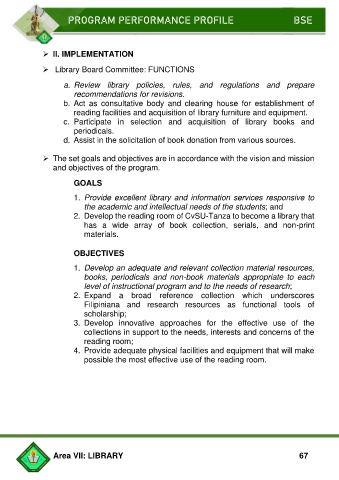 PROGRAM PERFORMANCE PROFILE BSE
➢ II. IMPLEMENTATION
➢ Library Board Committee: FUNCTIONS
a. Review library policies, rules, and regulations and prepare
recommendations for revisions.
b. Act as consultative body and clearing house for establishment of
reading facilities and acquisition of library furniture and equipment.
c. Participate in selection and acquisition of library books and
periodicals.
d. Assist in the solicitation of book donation from various sources.
➢ The set goals and objectives are in accordance with the vision and mission
and objectives of the program.
GOALS
1. Provide excellent library and information services responsive to
the academic and intellectual needs of the students; and
2. Develop the reading room of CvSU-Tanza to become a library that
has a wide array of book collection, serials, and non-print
materials.
OBJECTIVES
1. Develop an adequate and relevant collection material resources,
books, periodicals and non-book materials appropriate to each
level of instructional program and to the needs of research;
2. Expand a broad reference collection which underscores
Filipiniana and research resources as functional tools of
scholarship;
3. Develop innovative approaches for the effective use of the
collections in support to the needs, interests and concerns of the
reading room;
4. Provide adequate physical facilities and equipment that will make
possible the most effective use of the reading room.
Area VII: LIBRARY 67